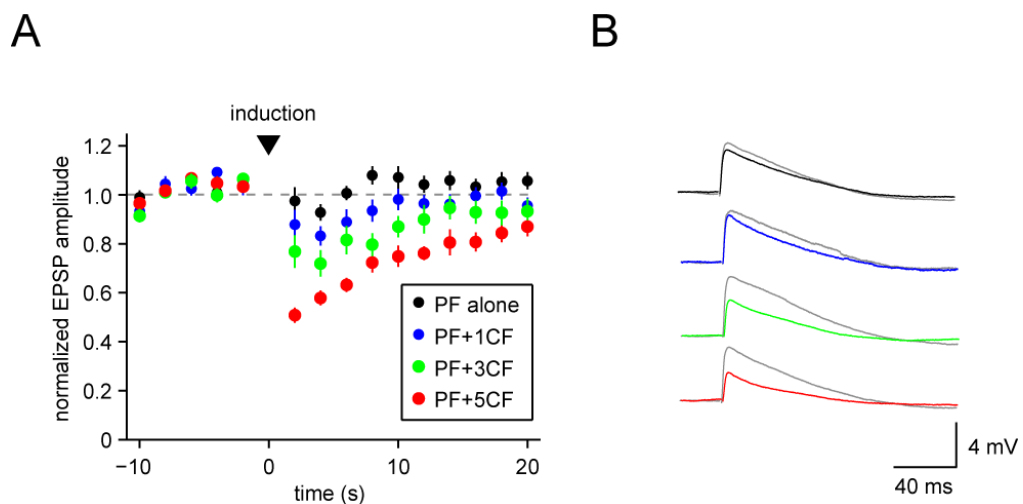 A
B
induction
normalized EPSP amplitude
1.2
1.0
0.8
0.6
0.4
0.2
0
−10
0
10
20
time (s)
PF alone
PF+1CF
PF+3CF
PF+5CF
4 mV
40 ms